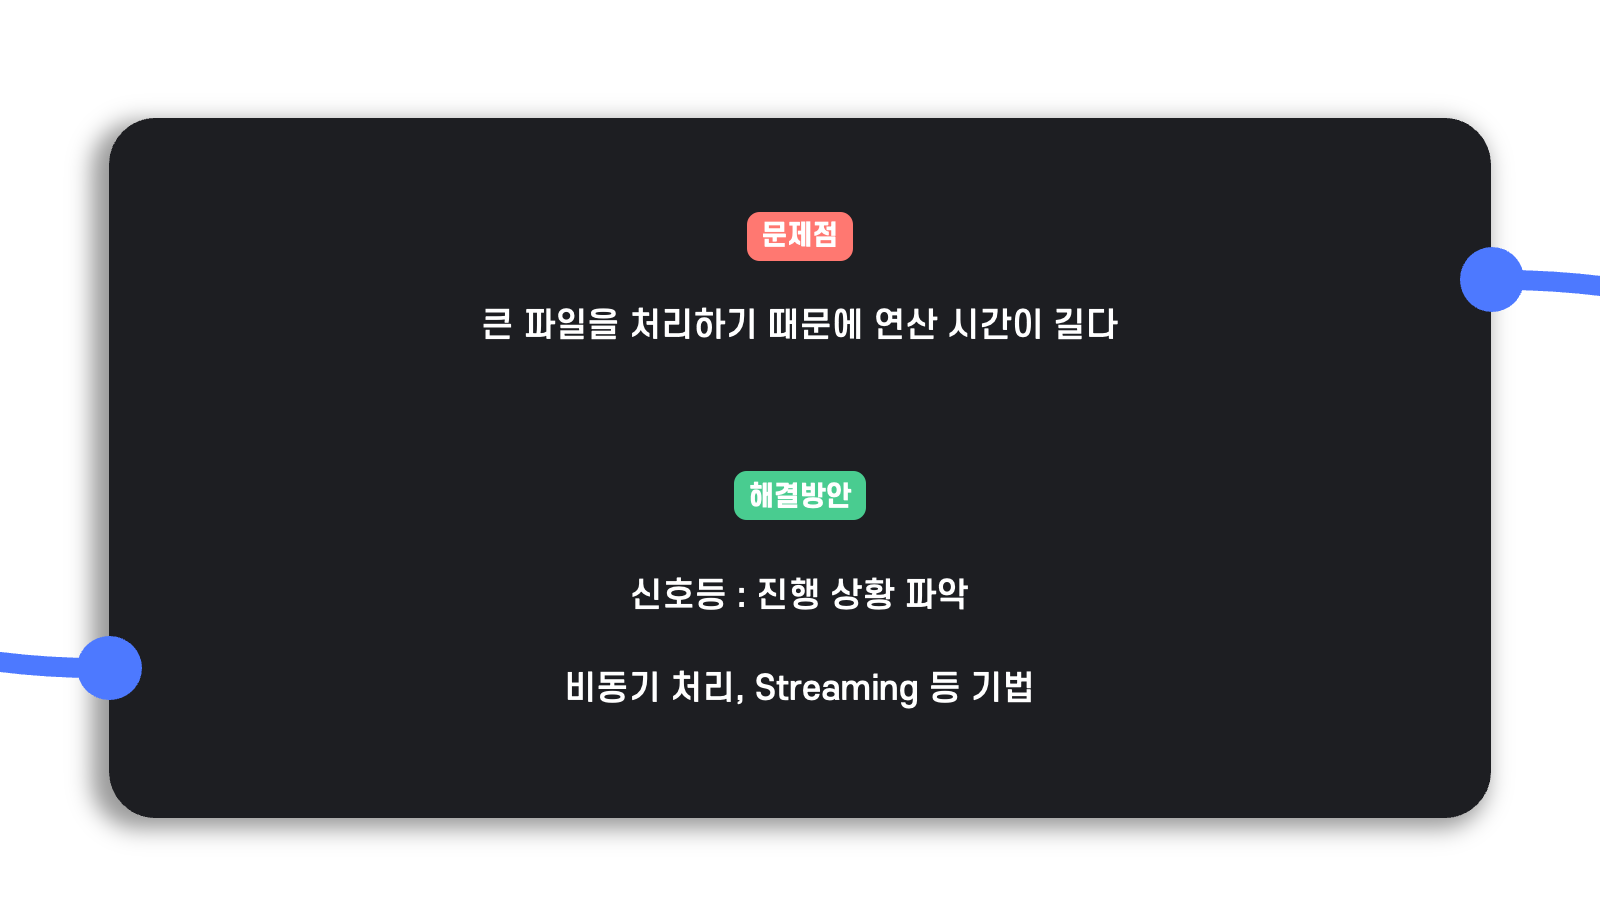 문제점
큰 파일을 처리하기 때문에 연산 시간이 길다
해결방안
신호등 : 진행 상황 파악
비동기 처리, Streaming 등 기법